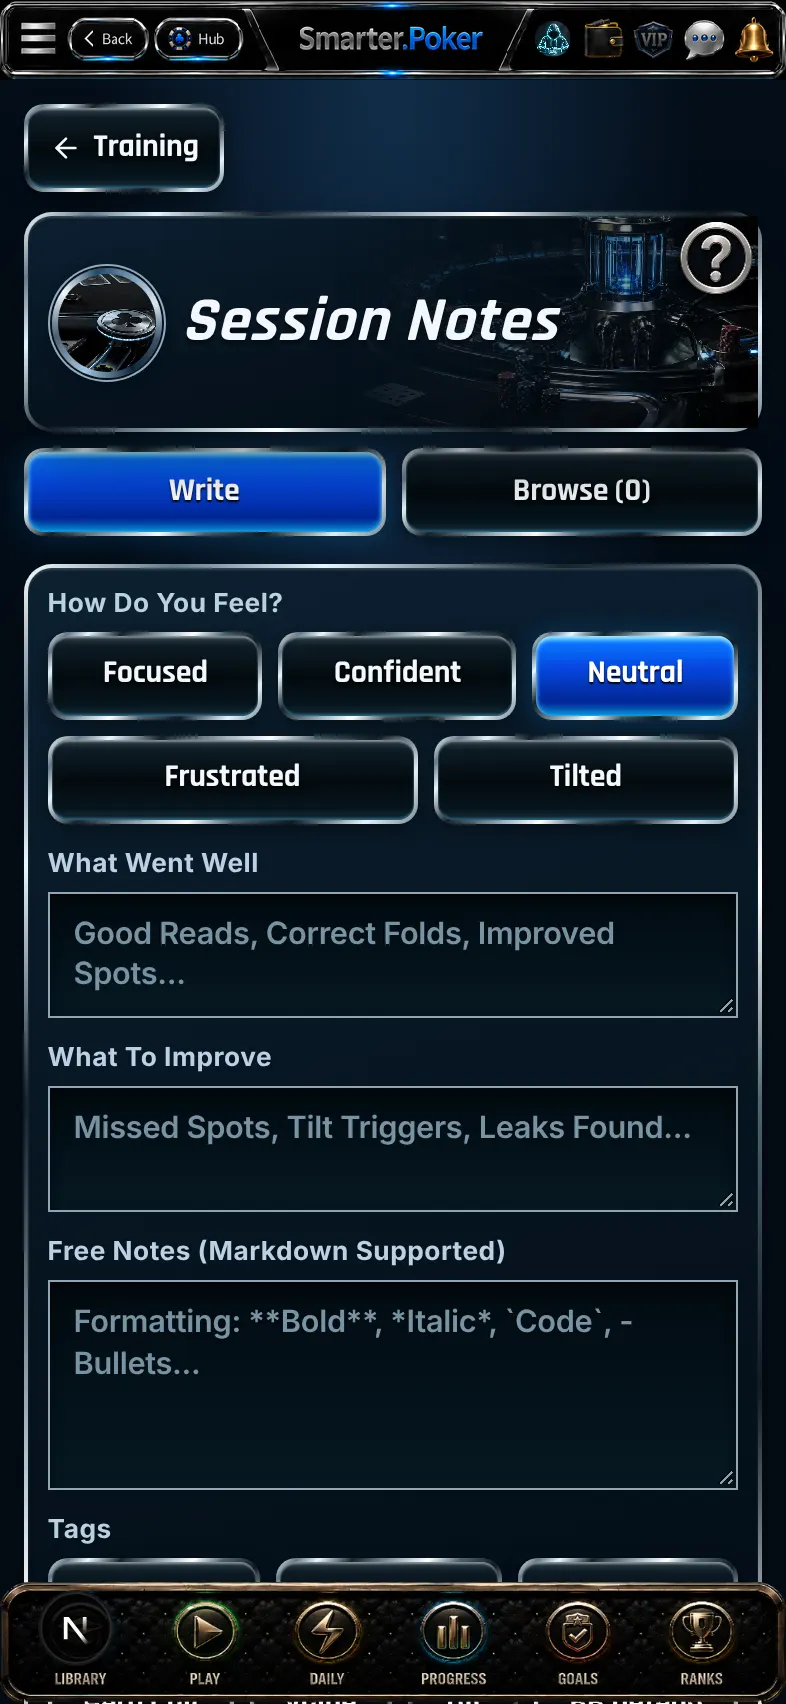 Back
Hub
Smarter.Poker
VIP
← Training
Session Notes
?
Write
Browse (0)
How Do You Feel?
Focused
Confident
Neutral
Frustrated
Tilted
What Went Well
Good Reads, Correct Folds, Improved
Spots...
What To Improve
Missed Spots, Tilt Triggers, Leaks Found...
Free Notes (Markdown Supported)
Formatting: **Bold**, *Italic*, `Code`, -
Bullets...
Tags
N
LIBRARY
PLAY
DAILY
PROGRESS
GOALS
RANKS